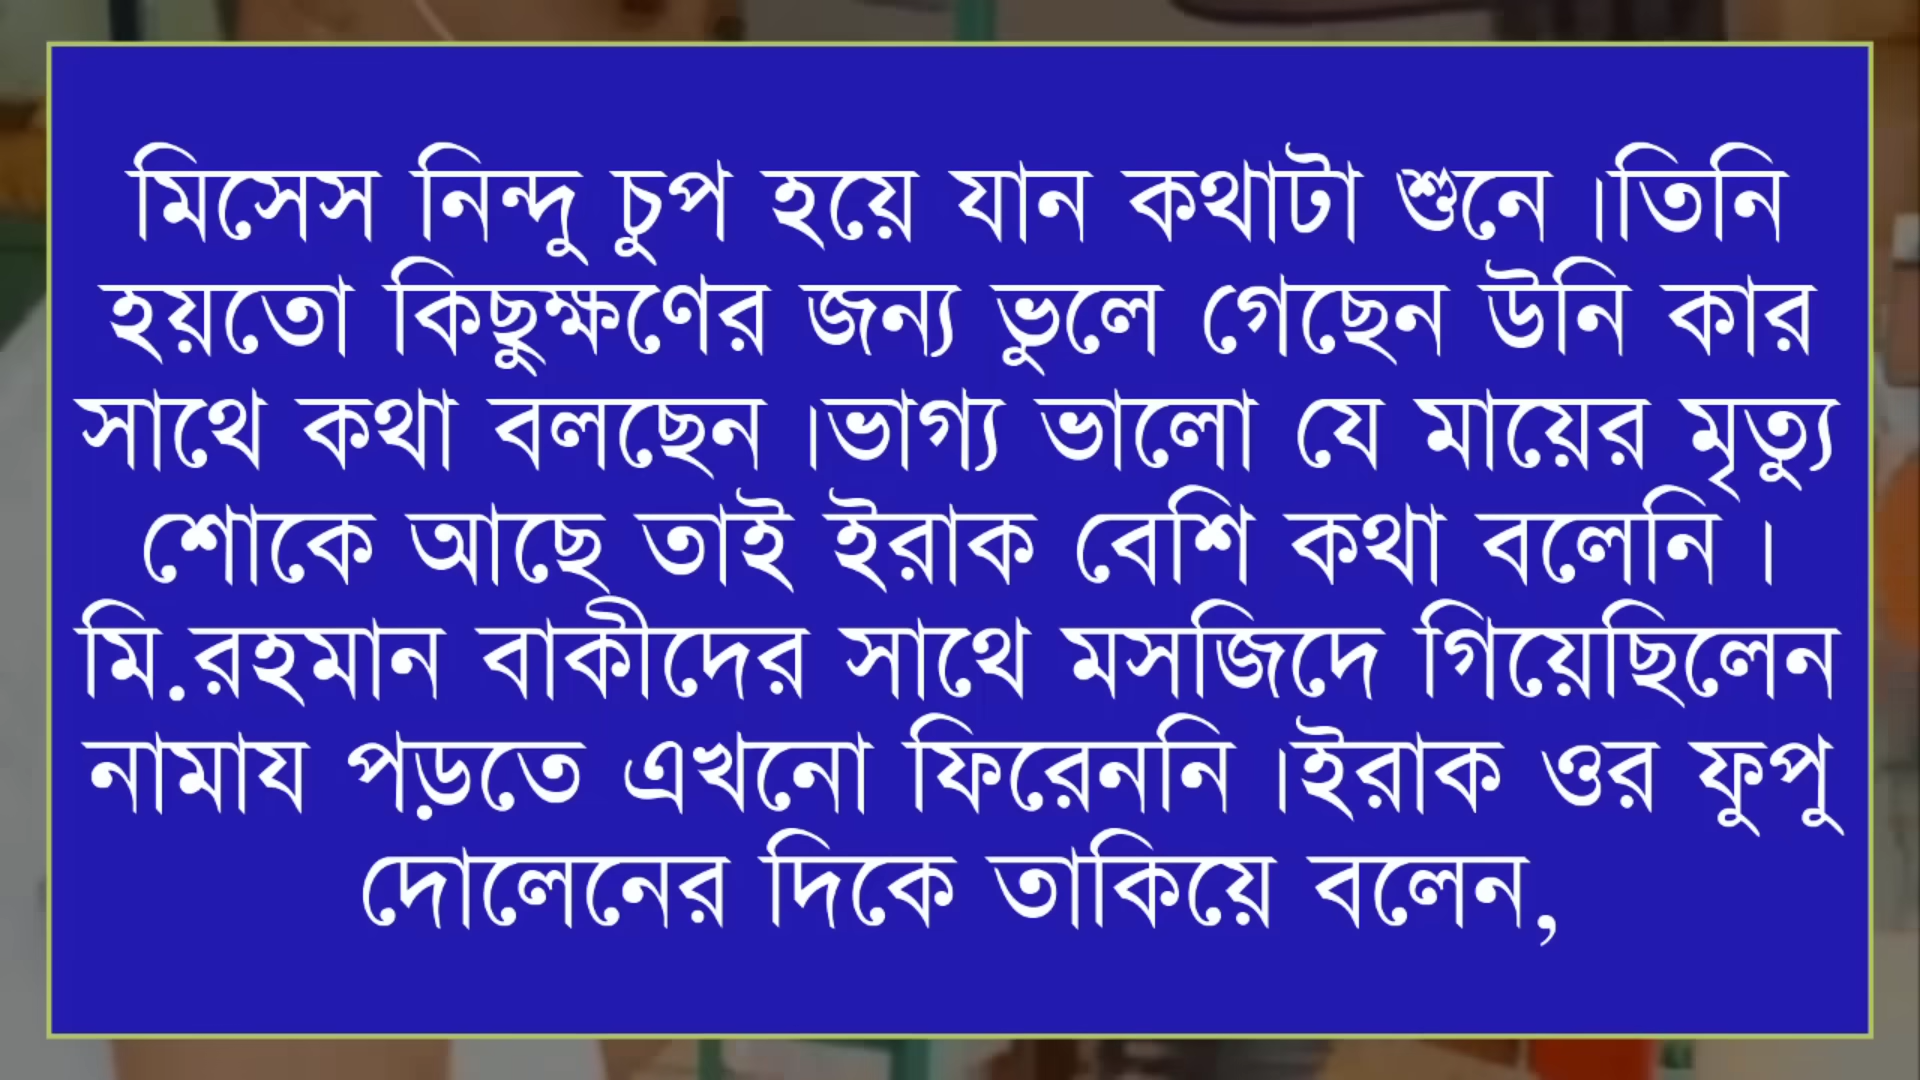 মিসেস নিন্দু চুপ হয়ে যান কথাটা শুনে ।তিনি
হয়তো কিছুক্ষণের জন্য ভুলে গেছেন উনি কার
সাথে কথা বলছেন ।ভাগ্য ভালো যে মায়ের মৃত্যু
শোকে আছে তাই ইরাক বেশি কথা বলেনি ।
মি.রহমান বাকীদের সাথে মসজিদে গিয়েছিলেন
নামায পড়তে এখনো ফিরেননি ।ইরাক ওর ফুপু
দোলেনের দিকে তাকিয়ে বলেন,